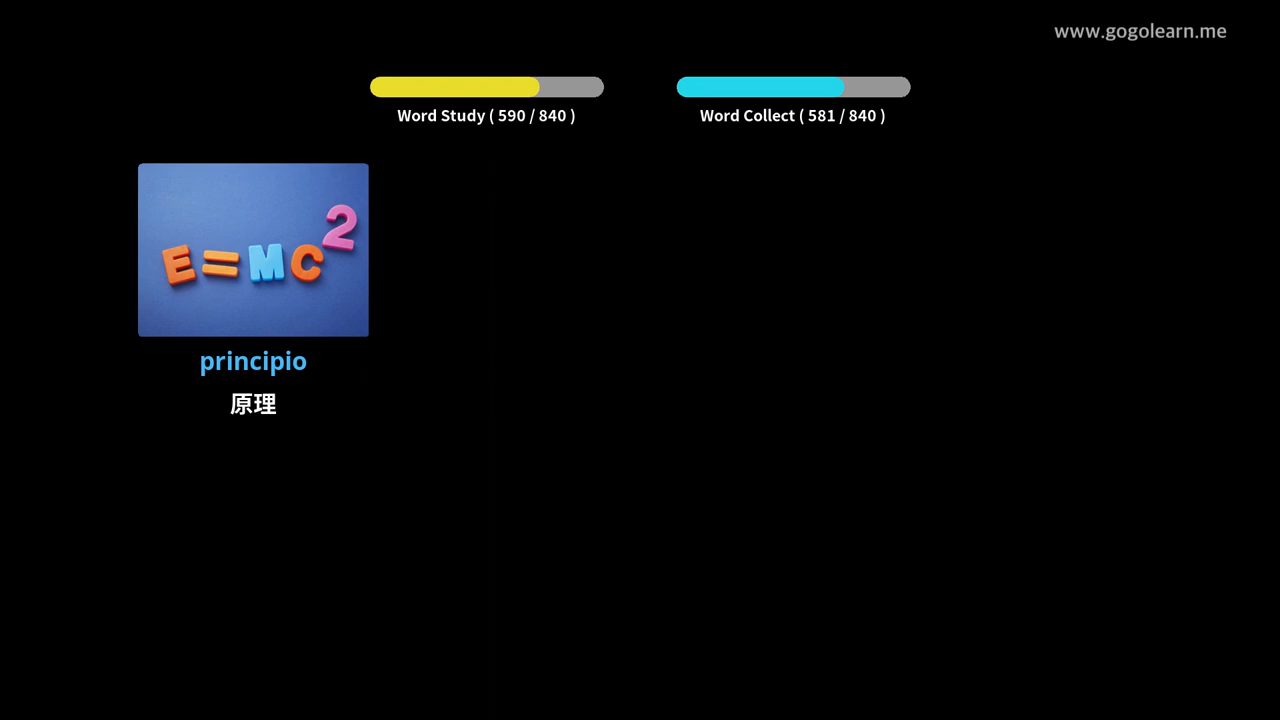 www.gogolearn.me
Word Study ( 590 / 840 )
Word Collect ( 581 / 840 )
E=MC²
principio
原理